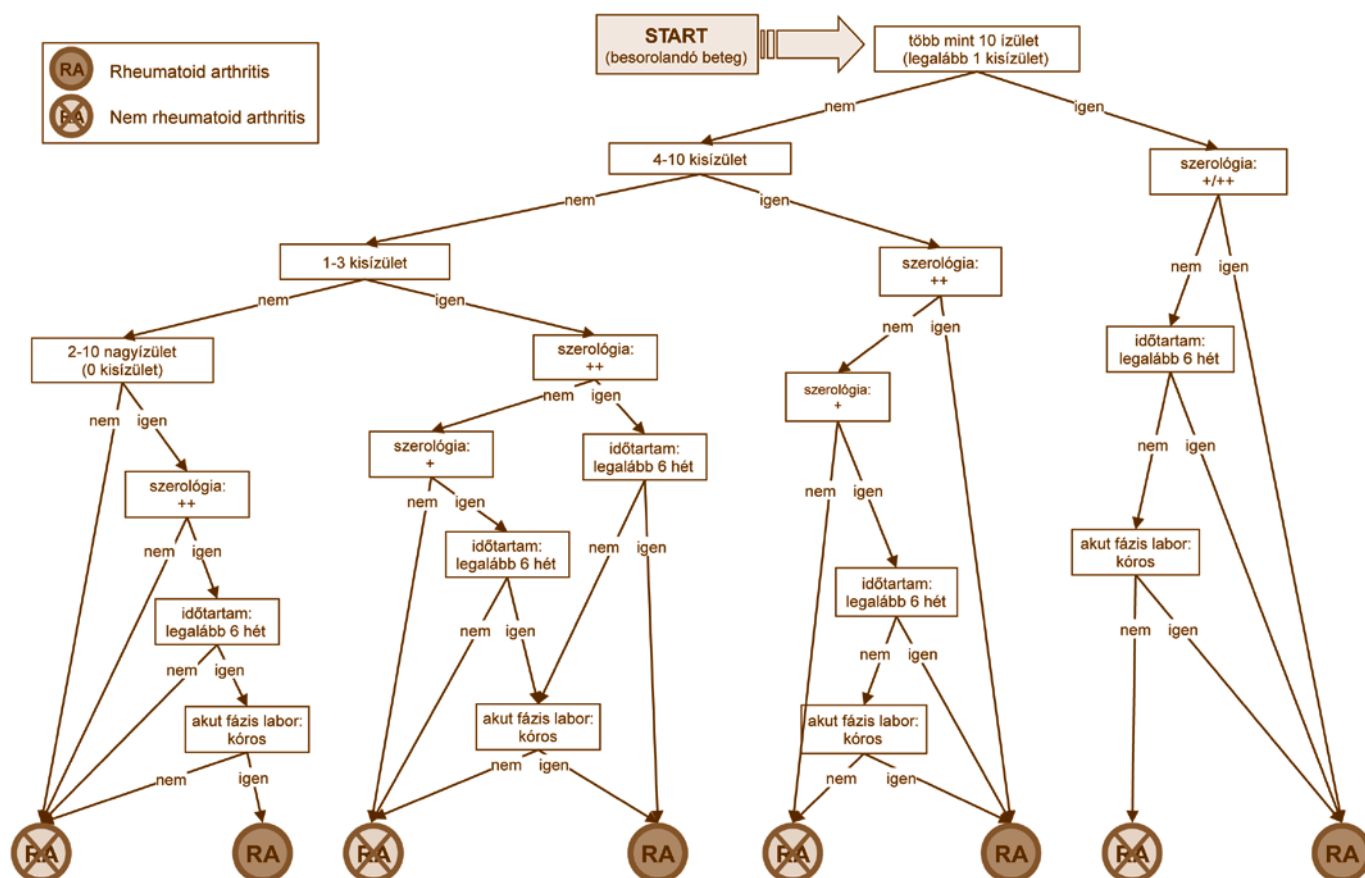 START
(besorolandó beteg)
több mint 10 ízület
(legalább 1 kisízület)
RA Rheumatoid arthritis
RA Nem rheumatoid arthritis
nem
igen
4-10 kisízület
szerológia:
+/++
nem
igen
1-3 kisízület
szerológia:
++
nem
igen
nem
igen
nem
igen
2-10 nagyízület
(0 kisízület)
szerológia:
++
szerológia:
+
időtartam:
legalább 6 hét
nem
igen
nem
igen
szerológia:
+
időtartam:
legalább 6 hét
nem
igen
nem
igen
szerológia:
++
nem
igen
időtartam:
legalább 6 hét
nem
igen
nem
igen
időtartam:
legalább 6 hét
akut fázis labor:
kóros
időtartam:
legalább 6 hét
nem
igen
nem
igen
nem
igen
nem
igen
akut fázis labor:
kóros
akut fázis labor:
kóros
akut fázis labor:
kóros
nem
igen
nem
igen
nem
igen
RA
RA
RA
RA
RA
RA
RA
RA